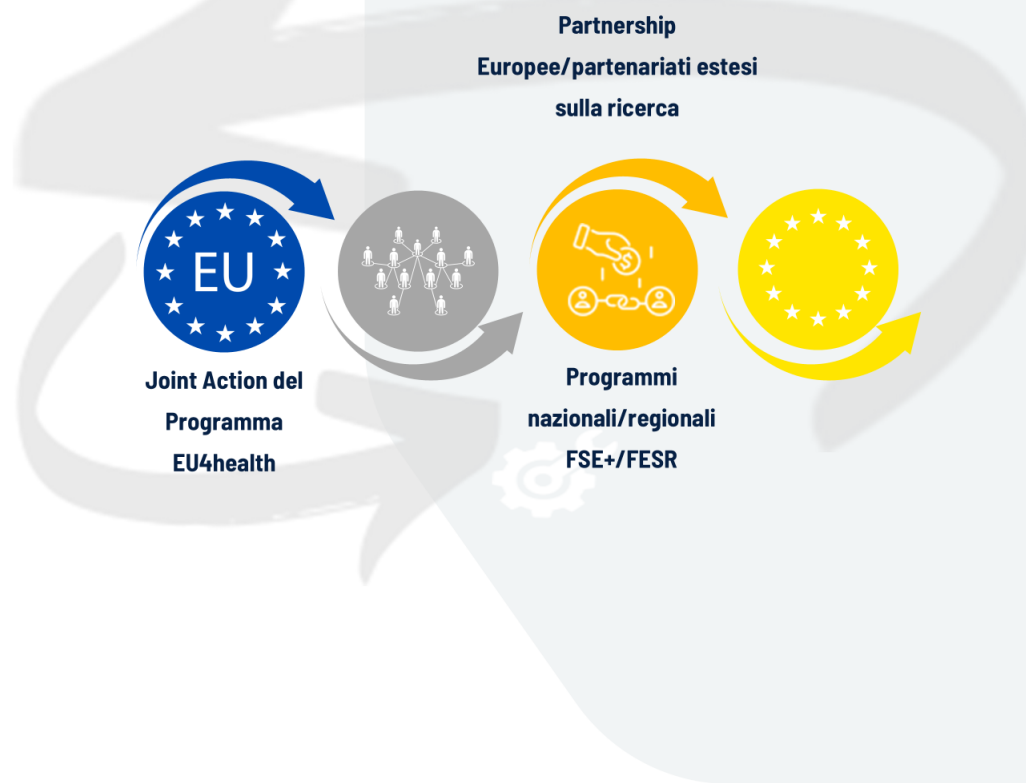 Partnership
Europee/partenariati estesi
sulla ricerca
EU
Joint Action del
Programma
EU4health
Programmi
nazionali/regionali
FSE+/FESR